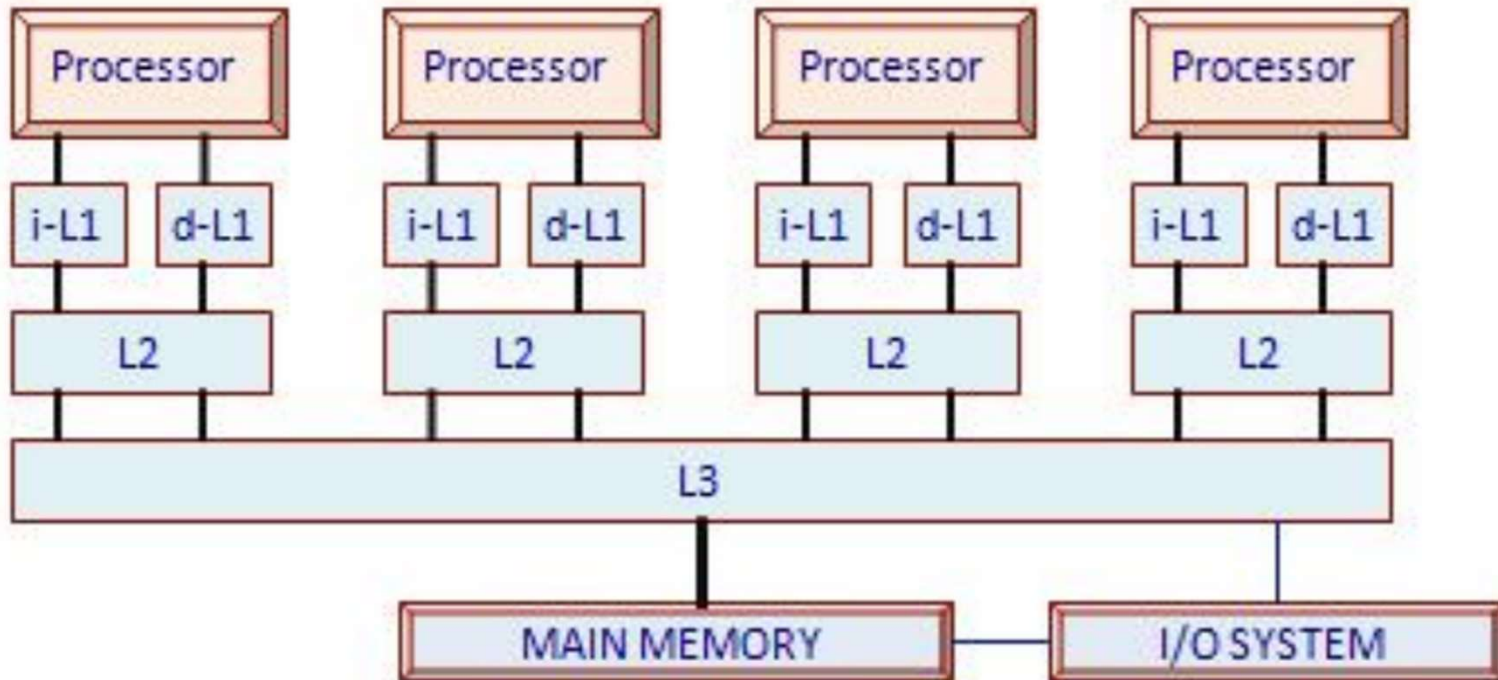 Processor Processor Processor Processor
i-L1 d-L1 i-L1 d-L1 i-L1 d-L1 i-L1 d-L1
L2 L2 L2 L2
L3
MAIN MEMORY I/O SYSTEM